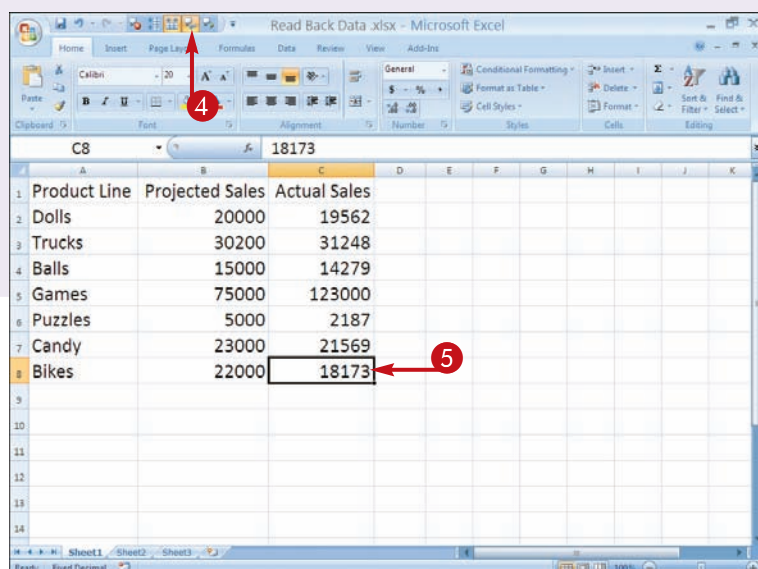 Read Back Data .xlsx - Microsoft Excel
Home Insert Page Lay Formulas Data Review View Add-Ins
Calibri 20 A A General Conditional Formatting Insert Σ
Paste B I U $ % , Format as Table Delete Sort & Filter Find & Select
4
Cell Styles Format
Clipboard Font Alignment Number Styles Cells Editing
C8 fx 18173
A B C D E F G H I J K
1 Product Line Projected Sales Actual Sales
2 Dolls 20000 19562
3 Trucks 30200 31248
4 Balls 15000 14279
5 Games 75000 123000
6 Puzzles 5000 2187
7 Candy 23000 21569
8 Bikes 22000 18173 5
9
10
11
12
13
14
Sheet1 Sheet2 Sheet3
Ready Fixed Decimal 100%